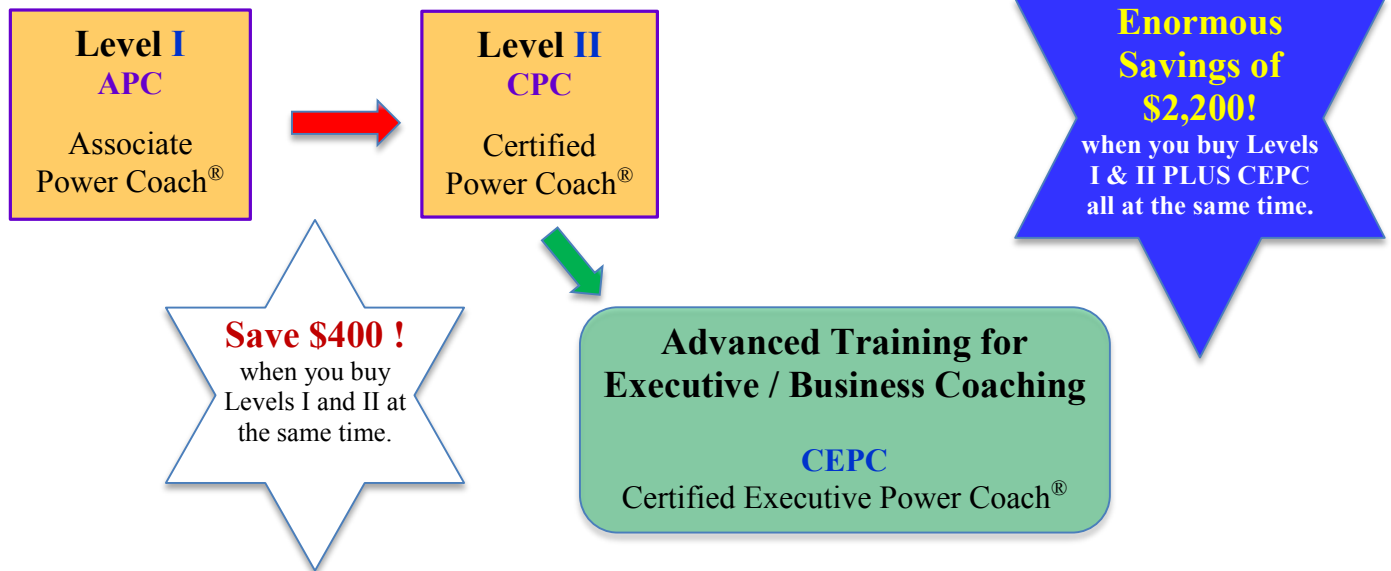 Level I
APC
Associate
Power Coach®
Level II
CPC
Certified
Power Coach®
Enormous
Savings of
$2,200!
when you buy Levels
I & II PLUS CEPC
all at the same time.
Save $400 !
when you buy
Levels I and II at
the same time.
Advanced Training for
Executive / Business Coaching
CEPC
Certified Executive Power Coach®